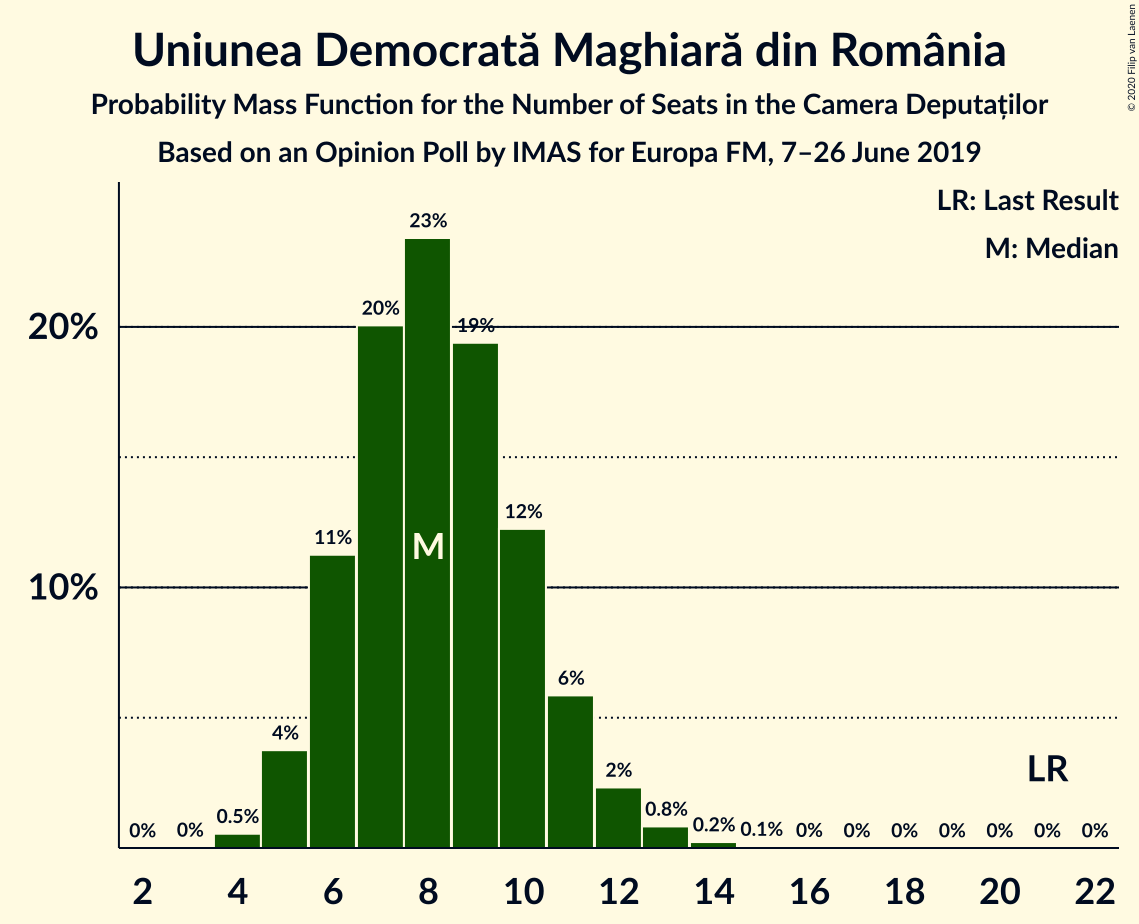 Uniunea Democrată Maghiară din România
Probability Mass Function for the Number of Seats in the Camera Deputaților
Based on an Opinion Poll by IMAS for Europa FM, 7–26 June 2019
© 2020 Filip van Laenen
LR: Last Result
M: Median
20%
10%
0%
0%
0.5%
4%
11%
20%
23%
19%
12%
6%
2%
0.8%
0.2%
0.1%
0%
0%
0%
0%
0%
0%
0%
M
LR
2 4 6 8 10 12 14 16 18 20 22